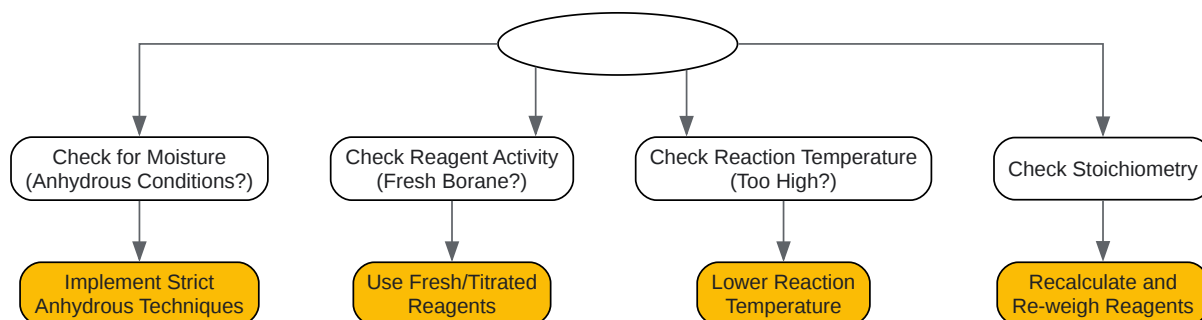 Check for Moisture
(Anhydrous Conditions?)
Check Reagent Activity
(Fresh Borane?)
Check Reaction Temperature
(Too High?)
Check Stoichiometry
Implement Strict
Anhydrous Techniques
Use Fresh/Titrated
Reagents
Lower Reaction
Temperature
Recalculate and
Re-weigh Reagents